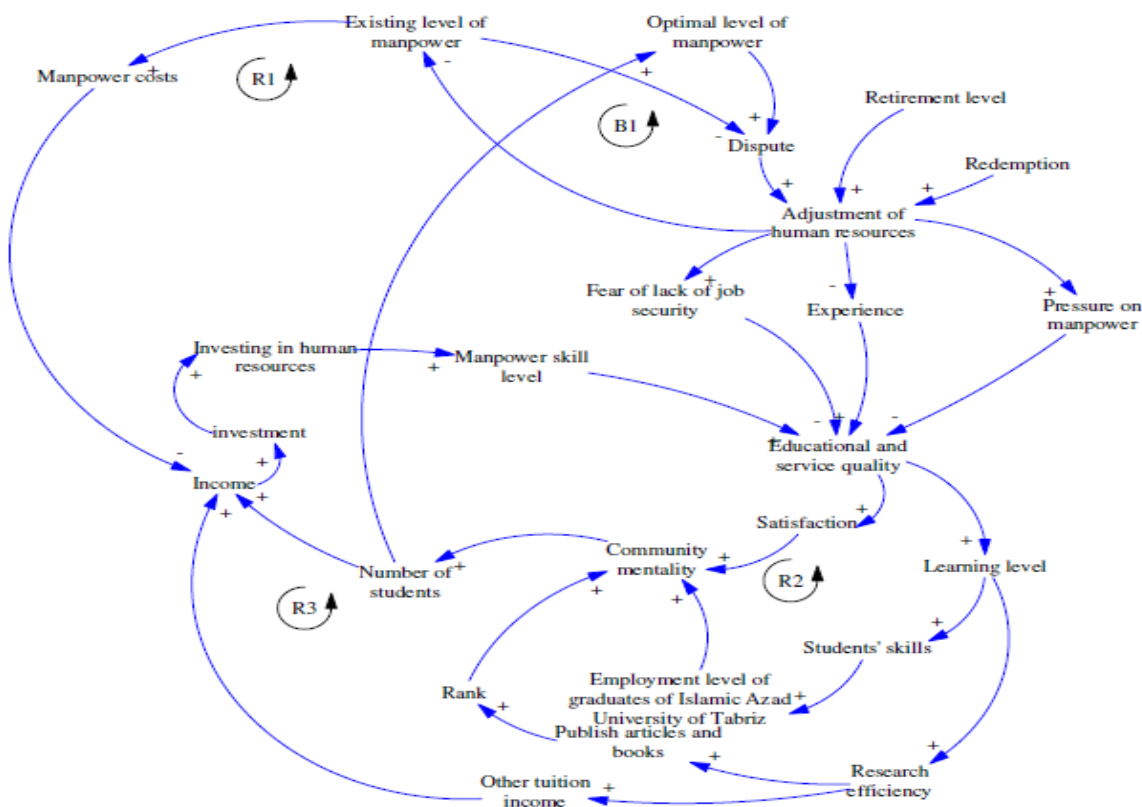 Existing level of
manpower
Optimal level of
manpower
Manpower costs
R1
B1
Retirement level
Dispute
Redemption
Adjustment of
human resources
Fear of lack of job
security
Experience
Pressure on
manpower
Investing in human
resources
Manpower skill
level
investment
Educational and
service quality
Income
Satisfaction
Community
mentality
Number of
students
R2
Learning level
R3
Students' skills
Employment level of
graduates of Islamic Azad
University of Tabriz
Rank
Publish articles and
books
Research
efficiency
Other tuition
income